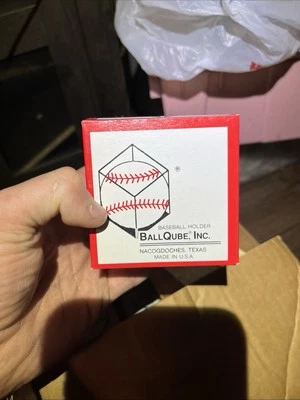 ®
BASEBALL HOLDER
BALLQUBE, INC.
NACOGDOCHES, TEXAS
MADE IN U.S.A.